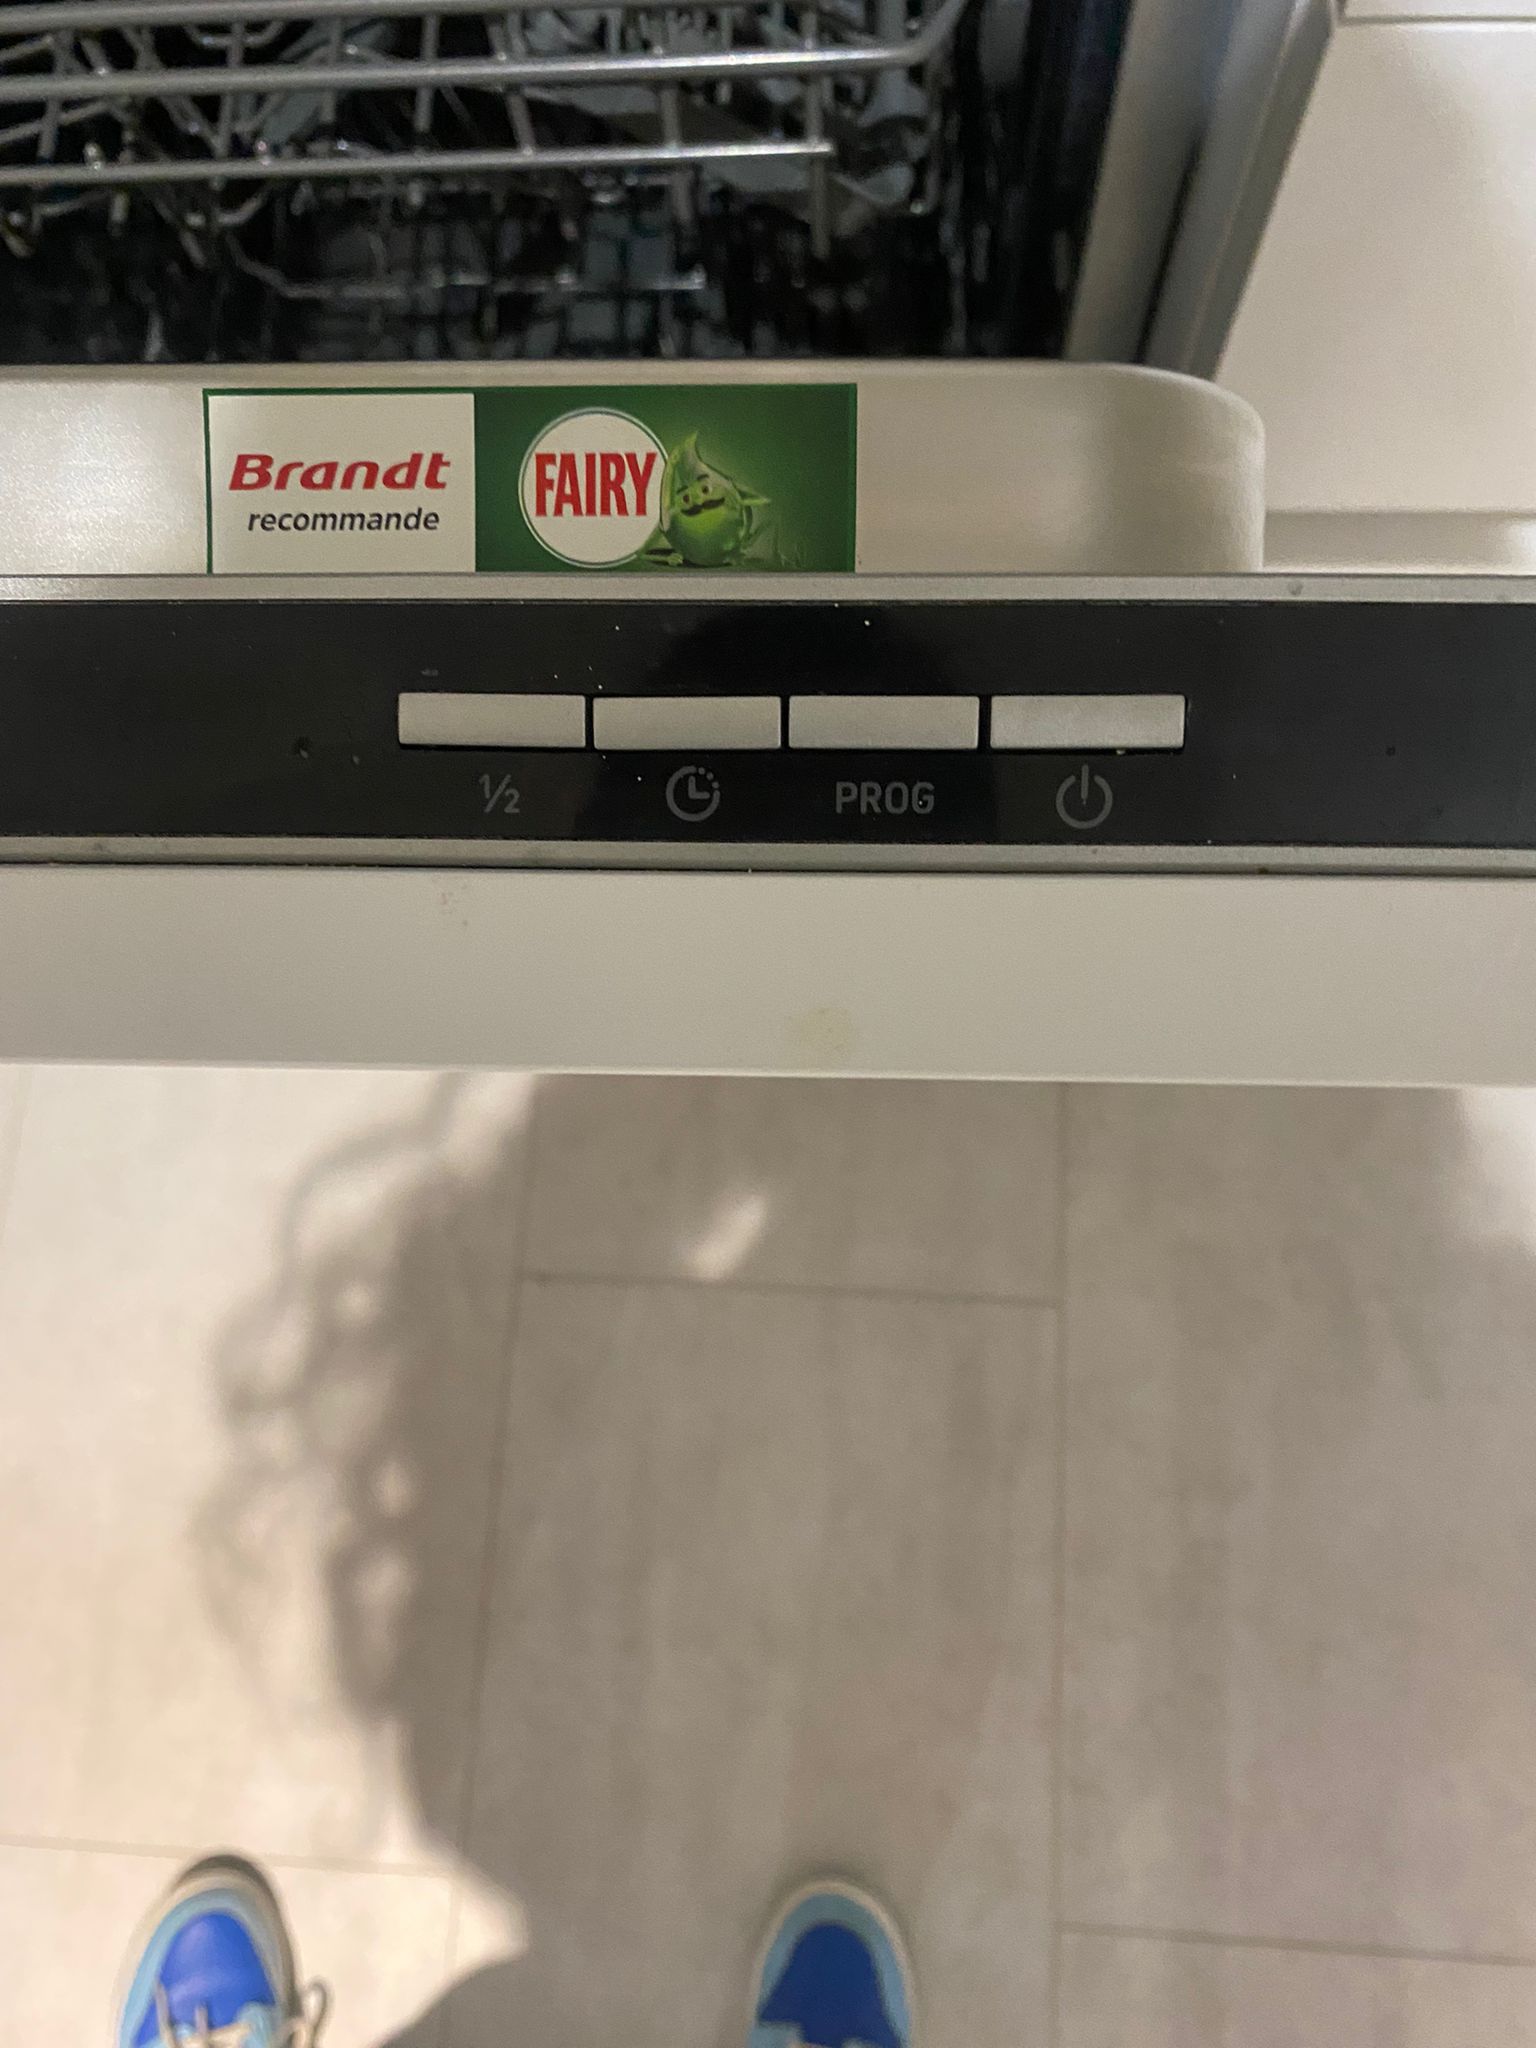 Brandt
recommande
FAIRY
1/2
PROG